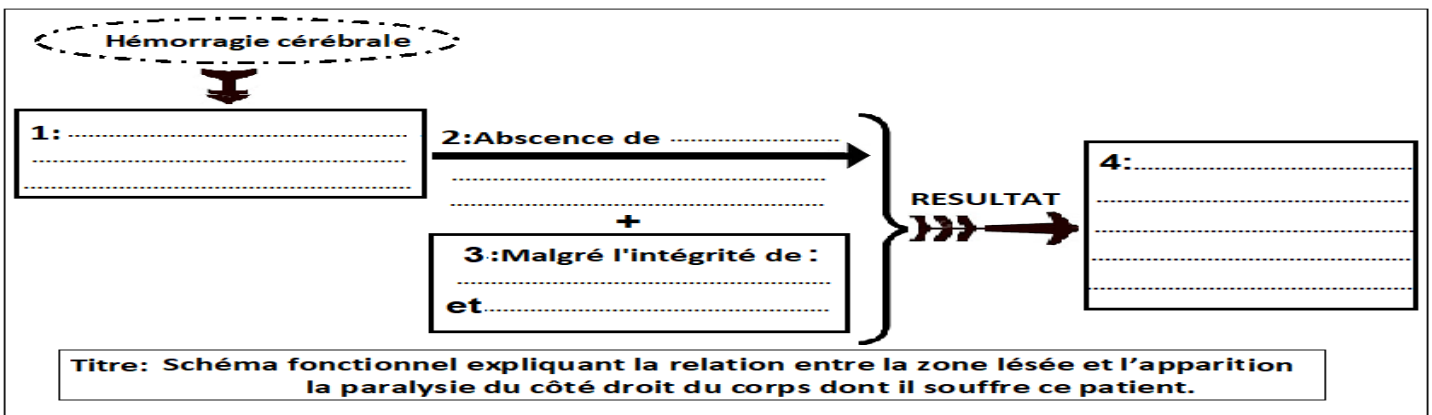 Hémorragie cérébrale
1: ................................................
................................................
................................................
2:Abscence de ........................
................................................
................................................
+
3.:Malgré l'intégrité de :
................................................
et................................................
RESULTAT
4:................................................
................................................
................................................
................................................
................................................
Titre: Schéma fonctionnel expliquant la relation entre la zone lésée et l’apparition
la paralysie du côté droit du corps dont il souffre ce patient.